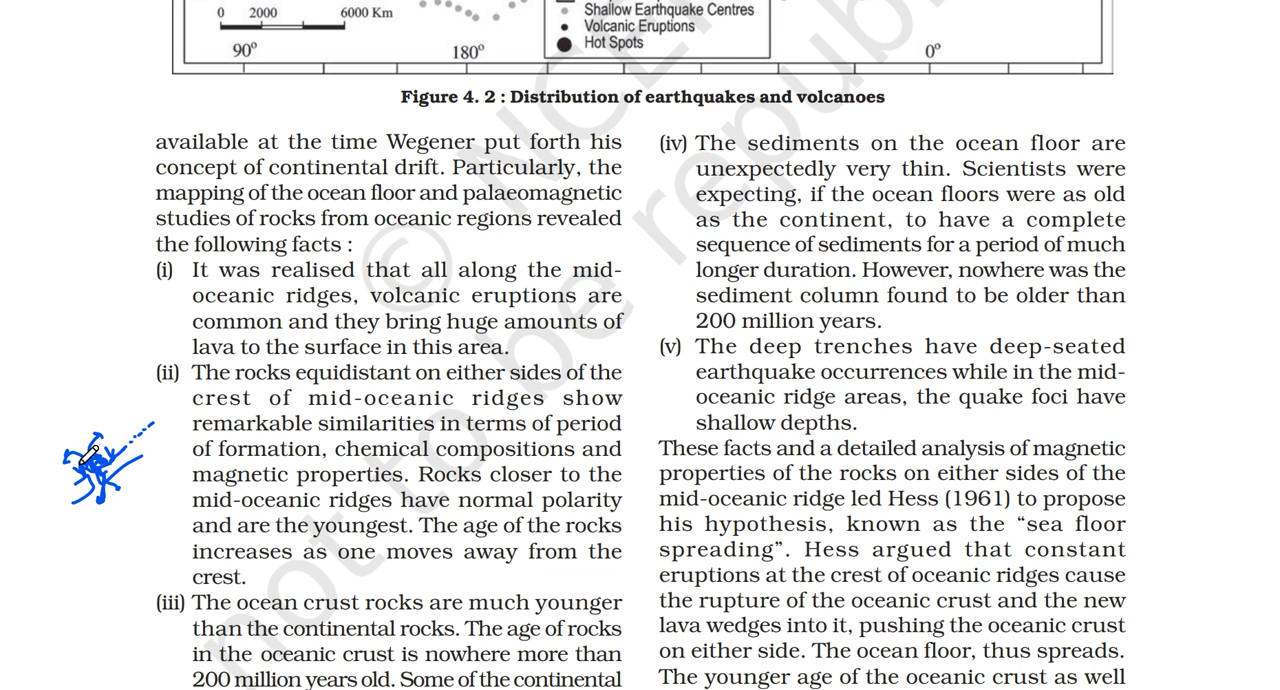 0 2000 6000 Km
Shallow Earthquake Centres
Volcanic Eruptions
Hot Spots
90⁰ 180⁰ 0⁰
Figure 4. 2 : Distribution of earthquakes and volcanoes
available at the time Wegener put forth his
concept of continental drift. Particularly, the
mapping of the ocean floor and palaeomagnetic
studies of rocks from oceanic regions revealed
the following facts :
(i) It was realised that all along the mid-
oceanic ridges, volcanic eruptions are
common and they bring huge amounts of
lava to the surface in this area.
(ii) The rocks equidistant on either sides of the
crest of mid-oceanic ridges show
remarkable similarities in terms of period
of formation, chemical compositions and
magnetic properties. Rocks closer to the
mid-oceanic ridges have normal polarity
and are the youngest. The age of the rocks
increases as one moves away from the
crest.
(iii) The ocean crust rocks are much younger
than the continental rocks. The age of rocks
in the oceanic crust is nowhere more than
200 million years old. Some of the continental
(iv) The sediments on the ocean floor are
unexpectedly very thin. Scientists were
expecting, if the ocean floors were as old
as the continent, to have a complete
sequence of sediments for a period of much
longer duration. However, nowhere was the
sediment column found to be older than
200 million years.
(v) The deep trenches have deep-seated
earthquake occurrences while in the mid-
oceanic ridge areas, the quake foci have
shallow depths.
These facts and a detailed analysis of magnetic
properties of the rocks on either sides of the
mid-oceanic ridge led Hess (1961) to propose
his hypothesis, known as the “sea floor
spreading”. Hess argued that constant
eruptions at the crest of oceanic ridges cause
the rupture of the oceanic crust and the new
lava wedges into it, pushing the oceanic crust
on either side. The ocean floor, thus spreads.
The younger age of the oceanic crust as well
© NCE
not to be republ